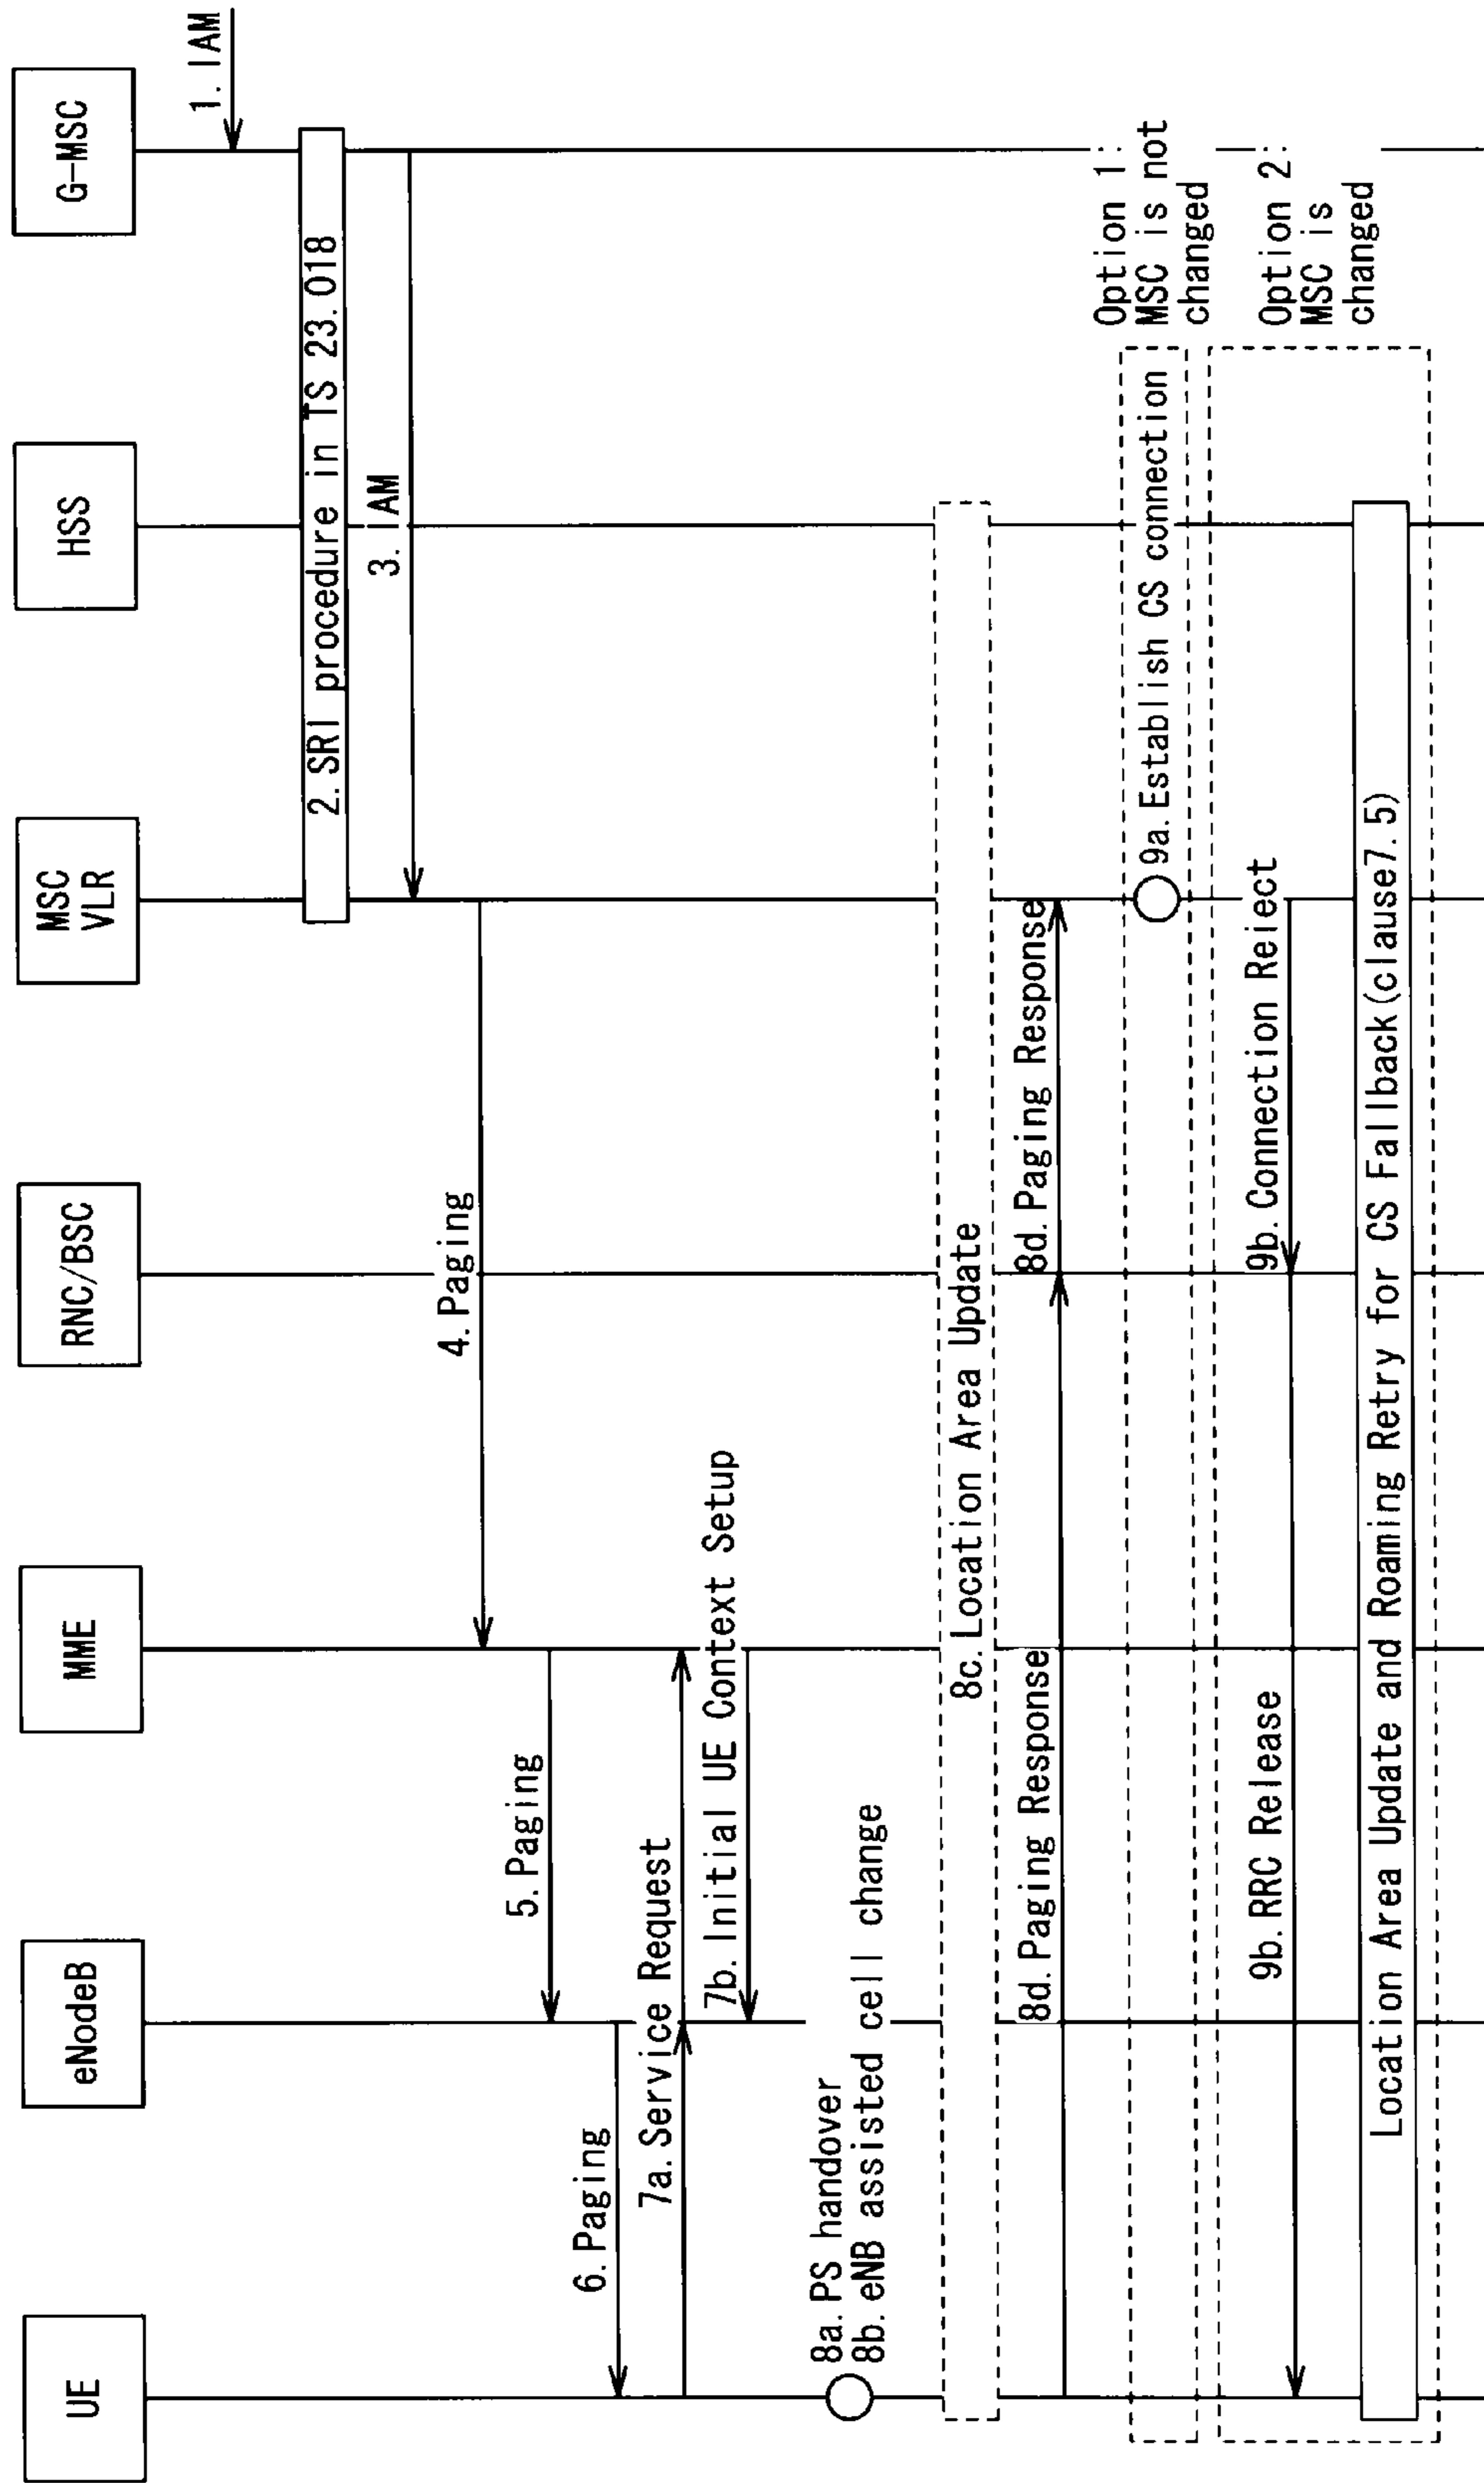 UE
eNodeB
MME
RNC/BSC
MSC
VLR
HSS
G-MSC
1. IAM
2. SRI procedure in TS 23. 018
3. IAM
4. Paging
5. Paging
6. Paging
7a. Service Request
7b. Initial UE Context Setup
8a. PS handover
8b. eNB assisted cell change
8c. Location Area Update
8d. Paging Response
8d. Paging Response
Option 1 :
MSC is not
changed
9a. Establish CS connection
Option 2:
MSC is
changed
9b. RRC Release
9b. Connection Reject
Location Area Update and Roaming Retry for CS Fallback(clause7. 5)